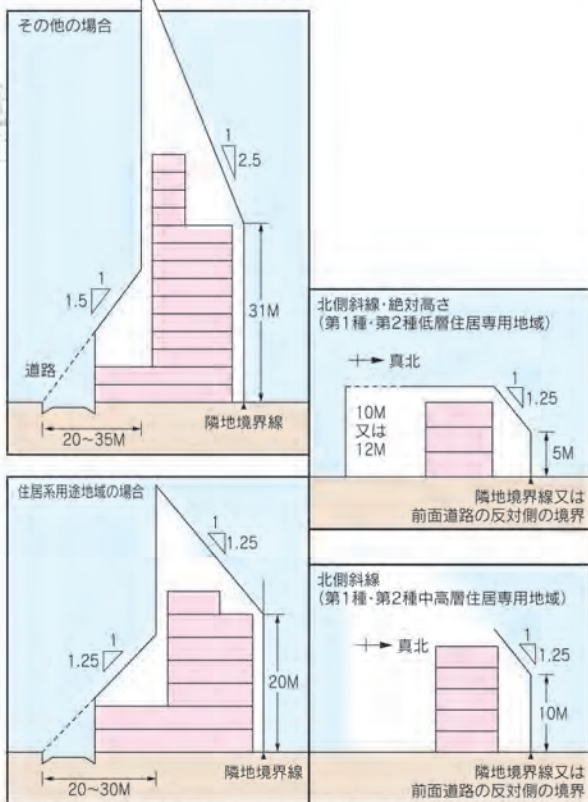 その他の場合
1
2.5
1
1.5
31M
道路
隣地境界線
20~35M
住居系用途地域の場合
1
1.25
1
1.25
20M
隣地境界線
20~30M
北側斜線・絶対高さ
(第1種・第2種低層住居専用地域)
真北
1
1.25
10M
又は
12M
5M
隣地境界線又は
前面道路の反対側の境界
北側斜線
(第1種・第2種中高層住居専用地域)
真北
1
1.25
10M
隣地境界線又は
前面道路の反対側の境界